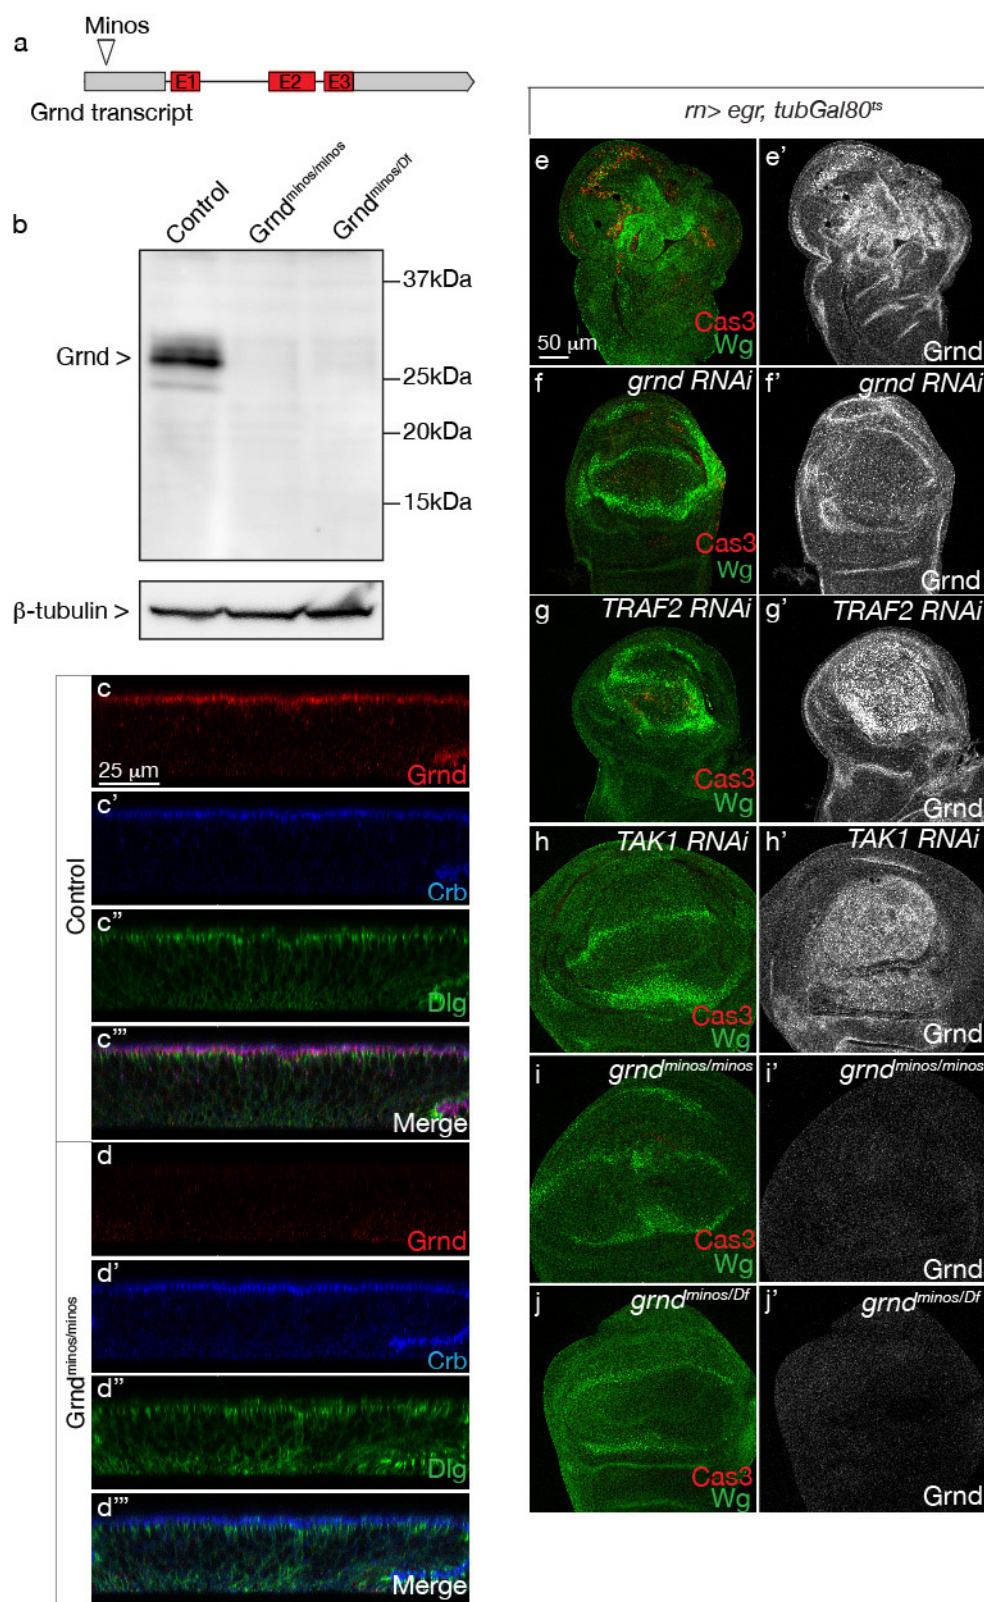 a
Minos
E1 E2 E3
Grnd transcript
b
Control
Grnd^minos/minos
Grnd^minos/Df
37kDa
Grnd >
25kDa
20kDa
15kDa
β-tubulin >
Control
c
25 µm
Grnd
c'
Crb
c''
Dlg
c'''
Merge
Grnd^minos/minos
d
Grnd
d'
Crb
d''
Dlg
d'''
Merge
rn> egr, tubGal80^ts
e
50 µm
Cas3
Wg
e'
Grnd
f
grnd RNAi
Cas3
Wg
f'
grnd RNAi
Grnd
g
TRAF2 RNAi
Cas3
Wg
g'
TRAF2 RNAi
Grnd
h
TAK1 RNAi
Cas3
Wg
h'
TAK1 RNAi
Grnd
i
grnd^minos/minos
Cas3
Wg
i'
grnd^minos/minos
Grnd
j
grnd^minos/Df
Cas3
Wg
j'
grnd^minos/Df
Grnd